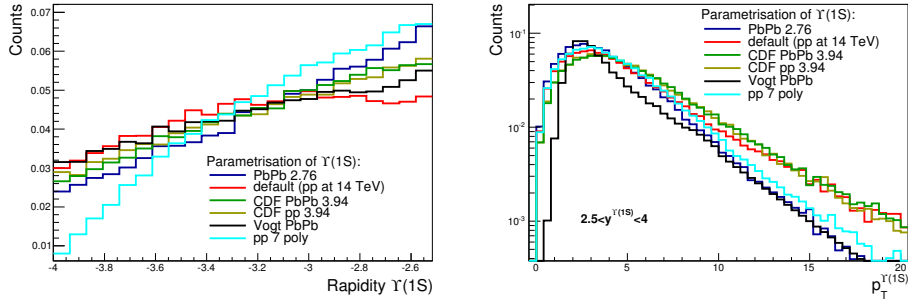 Counts
0.07
0.06
0.05
0.04
0.03
0.02
0.01
Parametrisation of ϒ(1S):
PbPb 2.76
default (pp at 14 TeV)
CDF PbPb 3.94
CDF pp 3.94
Vogt PbPb
pp 7 poly
-4 -3.8 -3.6 -3.4 -3.2 -3 -2.8 -2.6
Rapidity ϒ(1S)
Counts
10⁻¹
10⁻²
10⁻³
Parametrisation of ϒ(1S):
PbPb 2.76
default (pp at 14 TeV)
CDF PbPb 3.94
CDF pp 3.94
Vogt PbPb
pp 7 poly
2.5<y^ϒ(1S)<4
0 5 10 15 20
p_T^ϒ(1S)